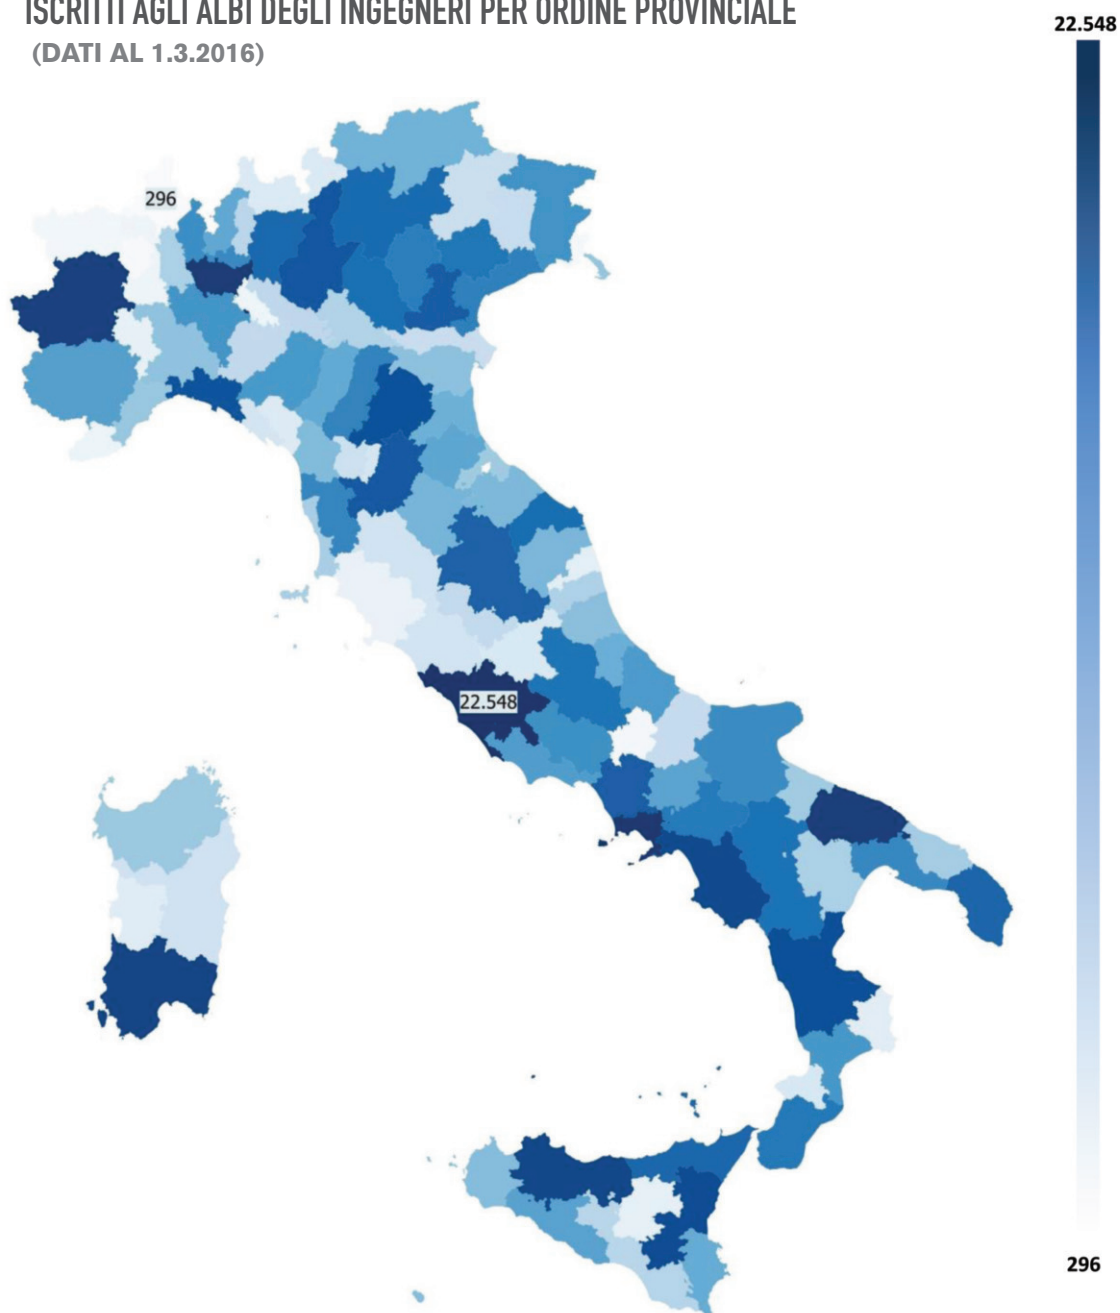 ISCRITTI AGLI ALBI DEGLI INGEGNERI PER ORDINE PROVINCIALE
(DATI AL 1.3.2016)
22.548
296
22.548
296